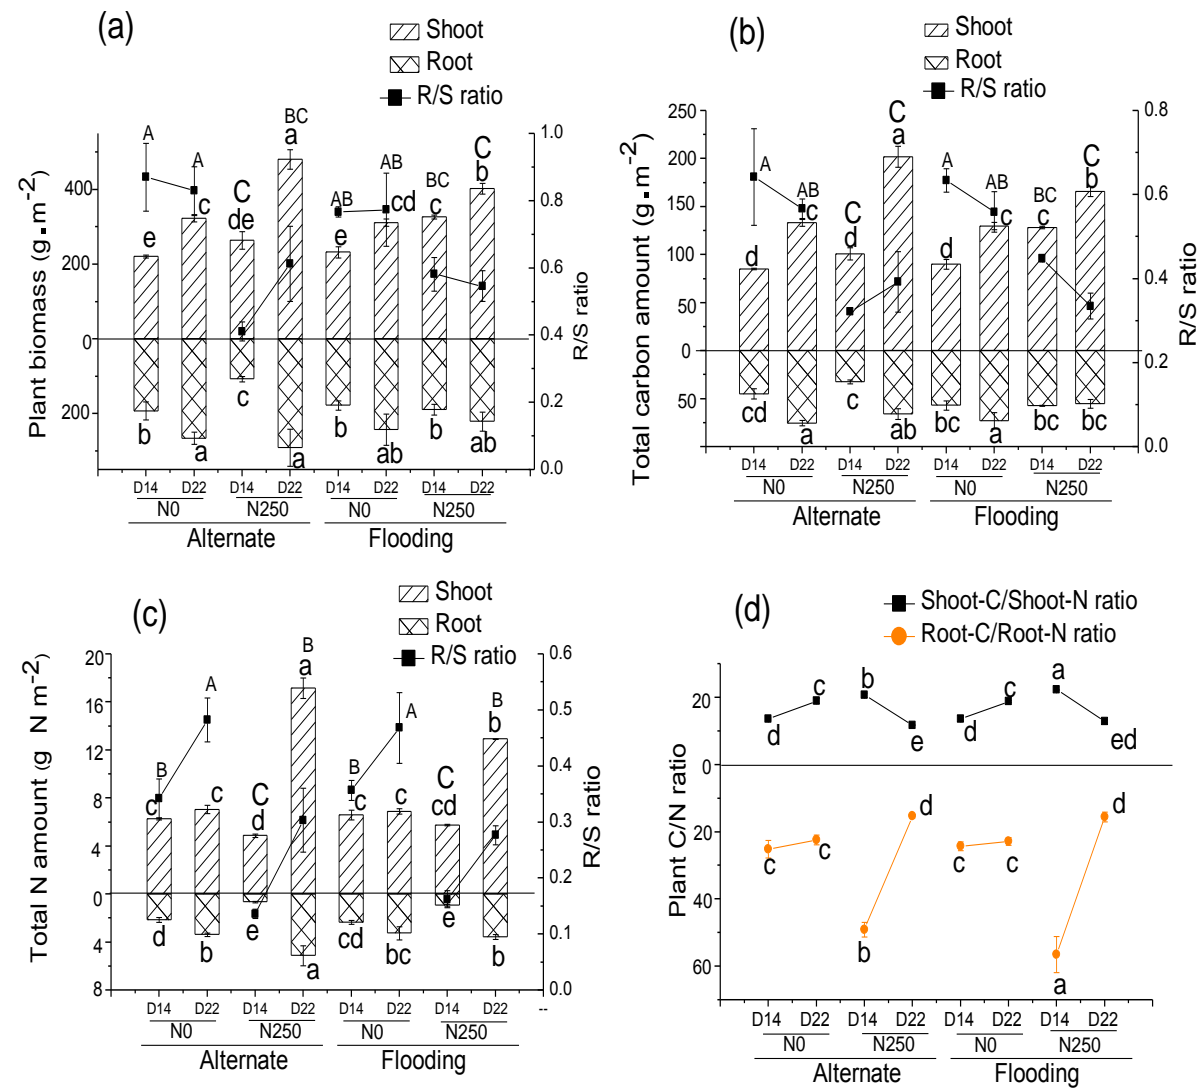 (a)
Shoot
Root
R/S ratio
Plant biomass (g.m-2)
400
200
0
200
1.0
0.8
0.6
0.4
0.2
0.0
R/S ratio
A
A
C
BC
AB
AB
BC
C
e
c
de
a
e
cd
c
b
b
a
c
a
b
ab
b
ab
D14 D22 D14 D22 D14 D22 D14 D22
N0 N250 N0 N250
Alternate Flooding
(b)
Shoot
Root
R/S ratio
Total carbon amount (g.m-2)
250
200
150
100
50
0
50
0.8
0.6
0.4
0.2
0.0
R/S ratio
A
AB
C
C
A
AB
BC
C
d
c
d
a
d
c
c
b
cd
a
c
ab
bc
a
bc
bc
D14 D22 D14 D22 D14 D22 D14 D22
N0 N250 N0 N250
Alternate Flooding
(c)
Shoot
Root
R/S ratio
Total N amount (g N m-2)
20
16
12
8
4
0
4
8
0.6
0.5
0.4
0.3
0.2
0.1
0.0
R/S ratio
B
A
C
B
B
A
C
B
c
c
d
a
c
c
cd
b
d
b
e
a
cd
bc
e
b
D14 D22 D14 D22 D14 D22 D14 D22 --
N0 N250 N0 N250
Alternate Flooding
(d)
Shoot-C/Shoot-N ratio
Root-C/Root-N ratio
Plant C/N ratio
20
0
20
40
60
d
c
b
e
d
c
a
ed
c
c
b
d
c
c
a
d
D14 D22 D14 D22 D14 D22 D14 D22
N0 N250 N0 N250
Alternate Flooding